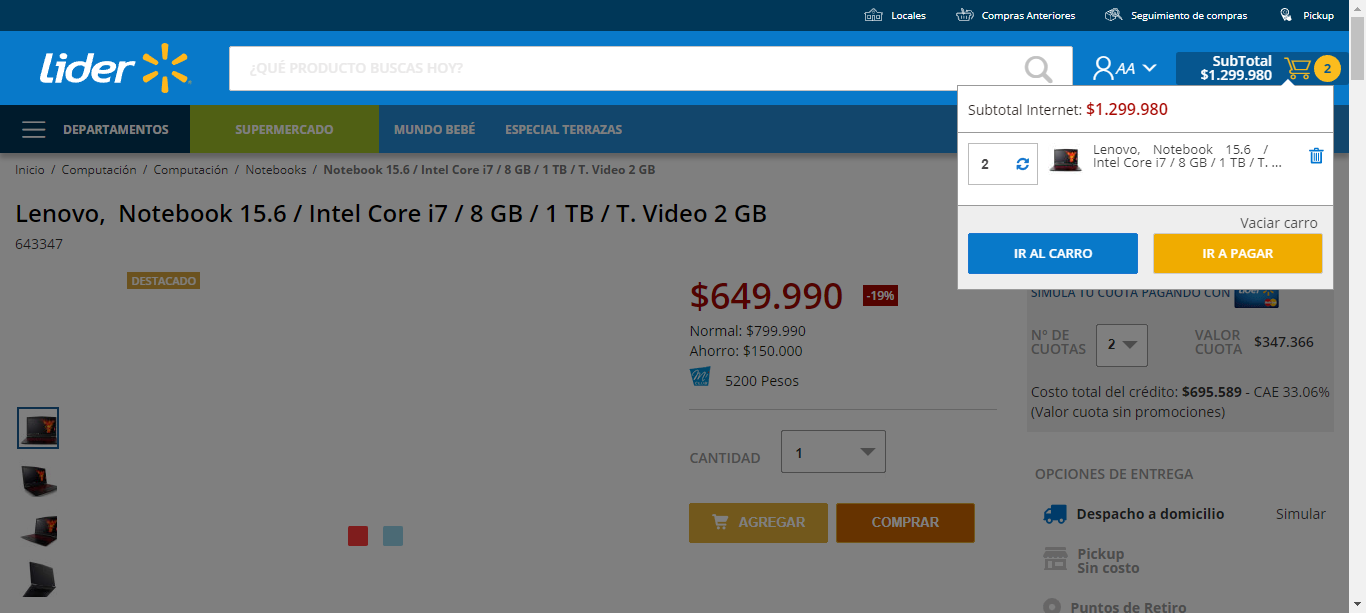 Locales
Compras Anteriores
Seguimiento de compras
Pickup
Lider
¿QUÉ PRODUCTO BUSCAS HOY?
AA
SubTotal
$1.299.980
2
DEPARTAMENTOS
SUPERMERCADO
MUNDO BEBÉ
ESPECIAL TERRAZAS
Subtotal Internet: $1.299.980
2
Lenovo, Notebook 15.6 /
Intel Core i7 / 8 GB / 1 TB / T. ...
Vaciar carro
IR AL CARRO
IR A PAGAR
Inicio / Computación / Computación / Notebooks / Notebook 15.6 / Intel Core i7 / 8 GB / 1 TB / T. Video 2 GB
Lenovo, Notebook 15.6 / Intel Core i7 / 8 GB / 1 TB / T. Video 2 GB
643347
DESTACADO
$649.990
-19%
Normal: $799.990
Ahorro: $150.000
5200 Pesos
CANTIDAD
1
AGREGAR
COMPRAR
SIMULA TU CUOTA PAGANDO CON
N° DE
CUOTAS
2
VALOR
CUOTA
$347.366
Costo total del crédito: $695.589 - CAE 33.06%
(Valor cuota sin promociones)
OPCIONES DE ENTREGA
Despacho a domicilio
Simular
Pickup
Sin costo
Puntos de Retiro